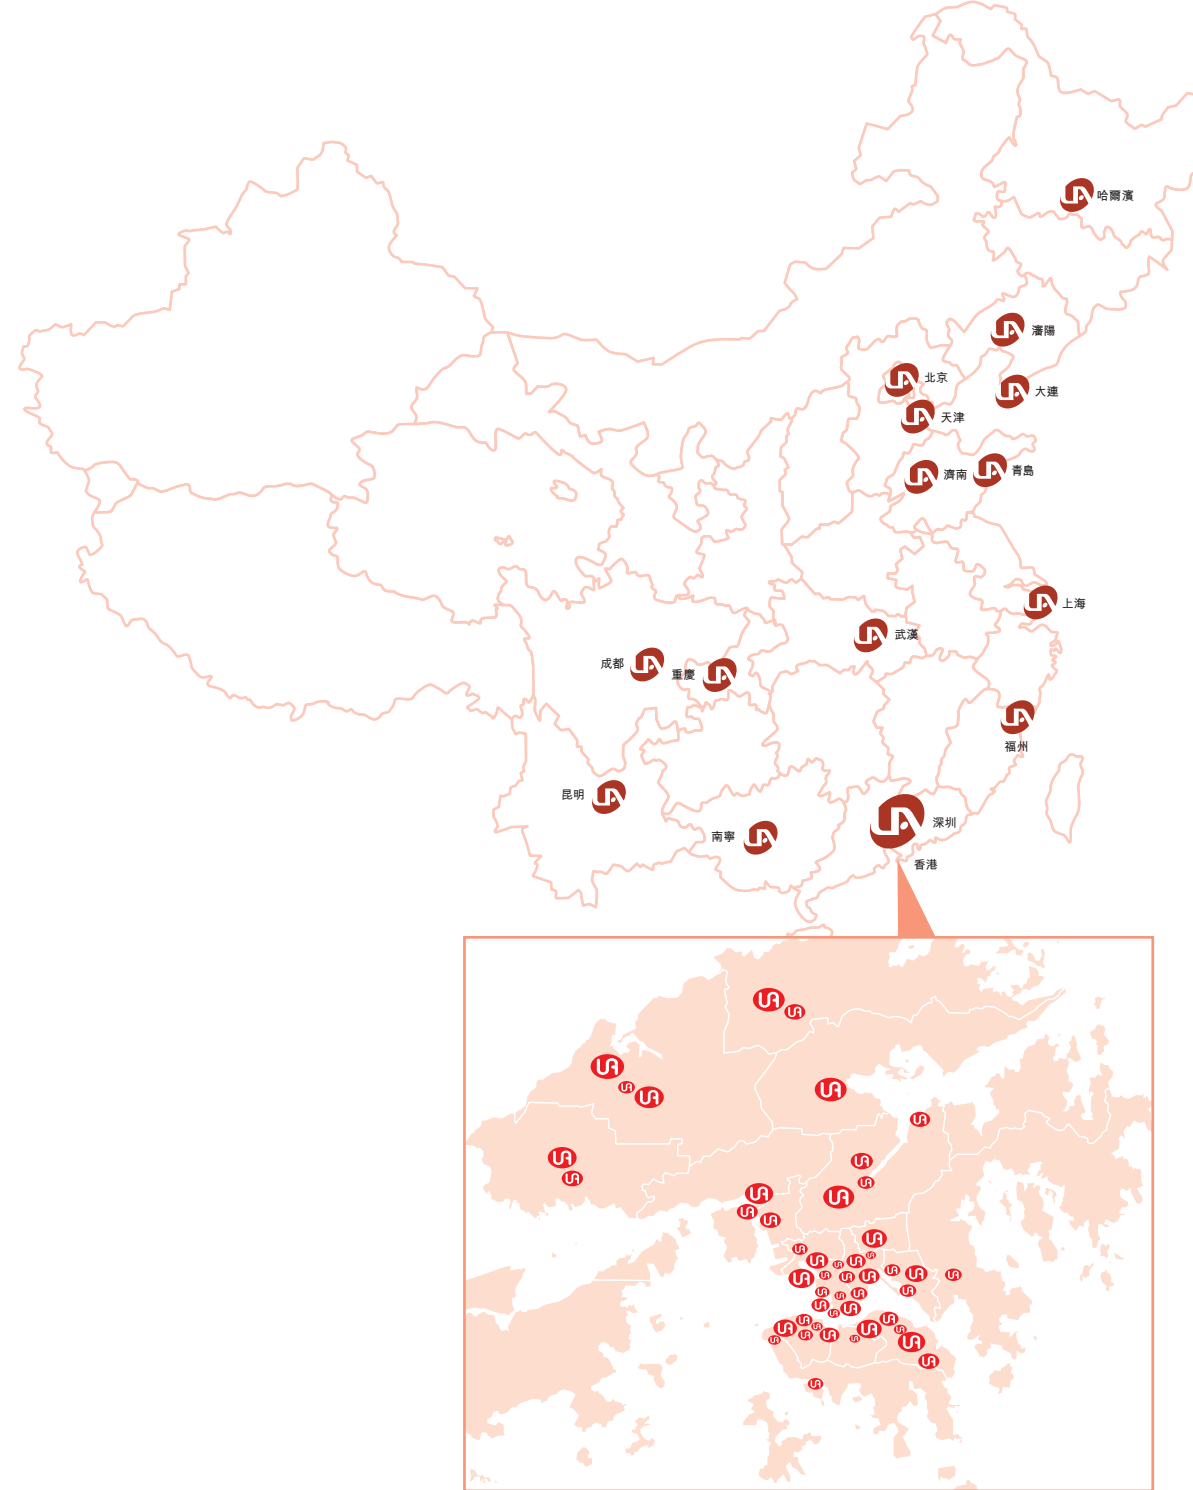 哈爾濱
瀋陽
北京
大連
天津
濟南
青島
上海
武漢
成都
重慶
福州
昆明
南寧
深圳
香港